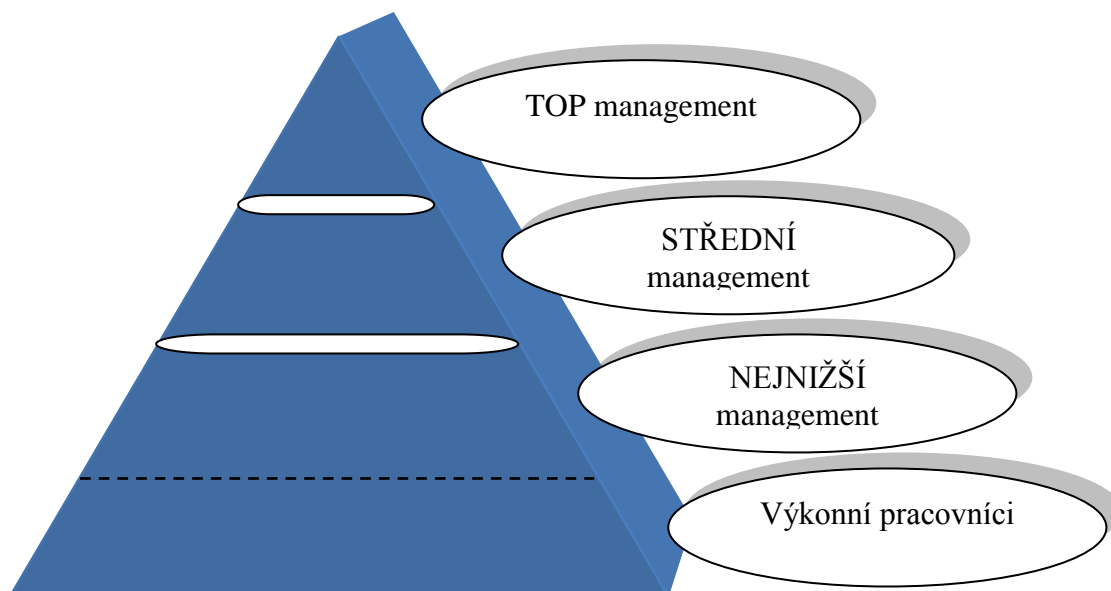 TOP management
STŘEDNÍ
management
NEJNIŽŠÍ
management
Výkonní pracovníci